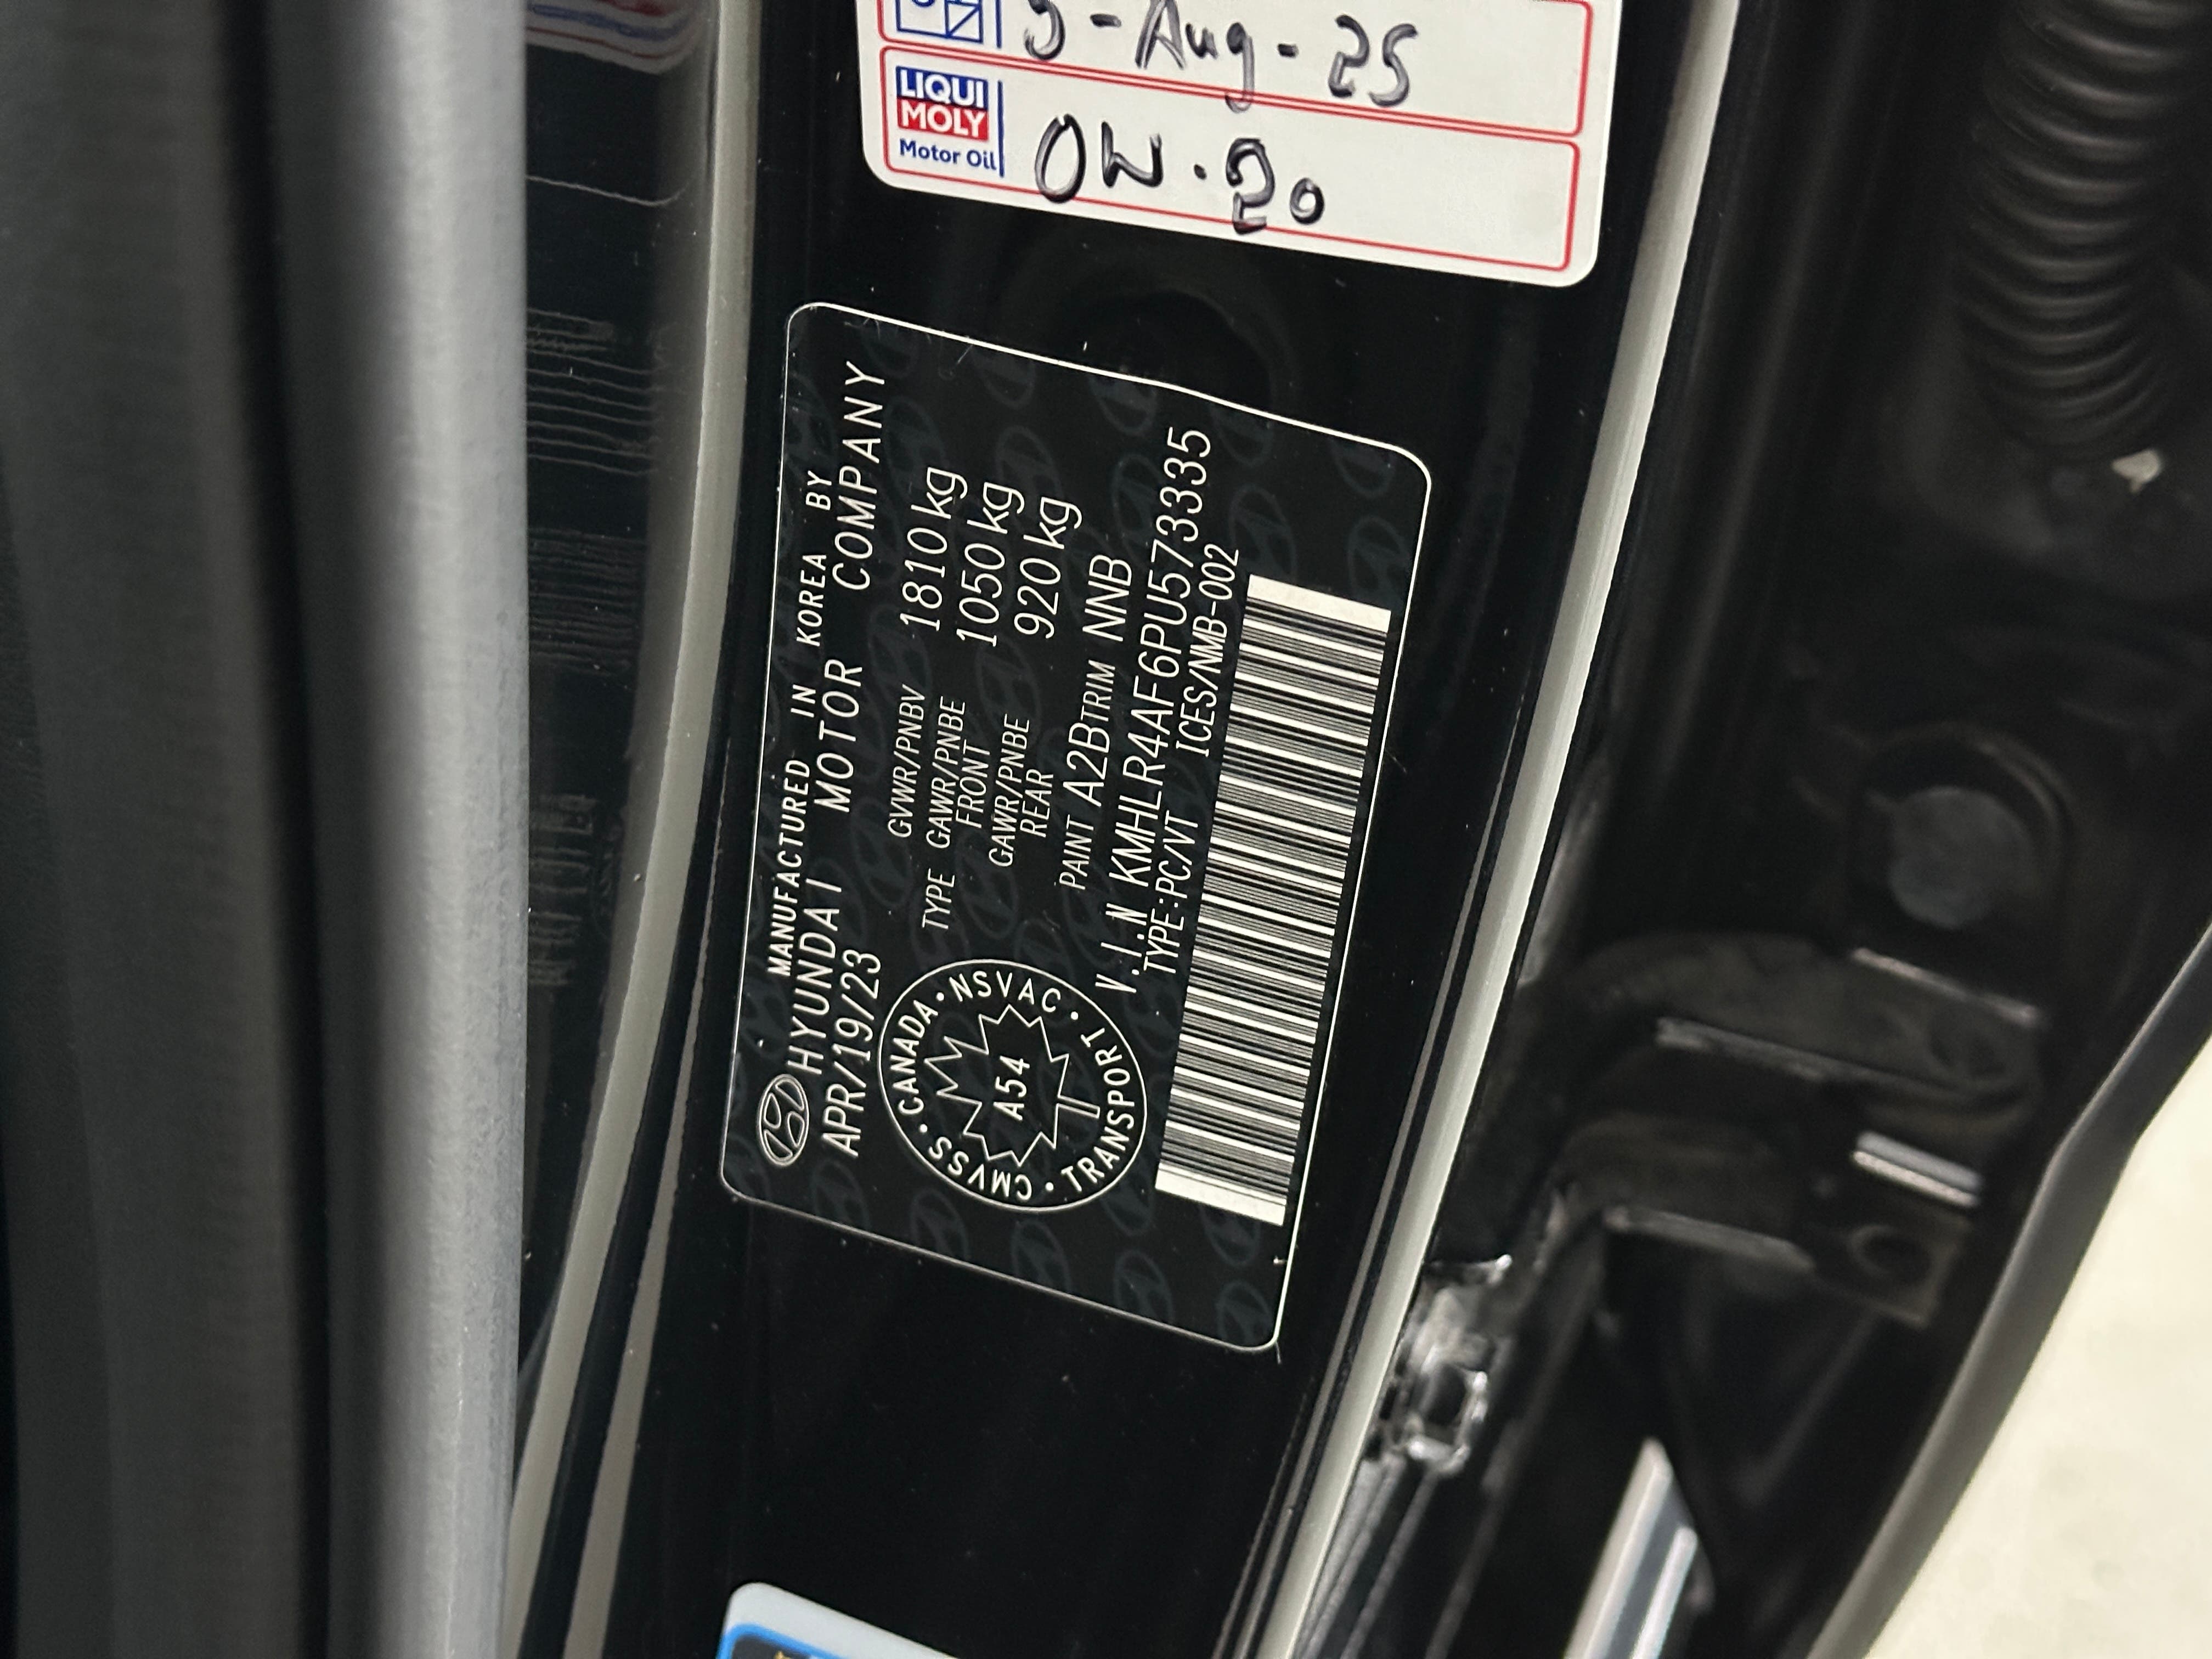 9-Aug-25
LIQUI
MOLY
Motor Oil
0W-20
MANUFACTURED IN KOREA BY
HYUNDAI MOTOR COMPANY
APR/19/23
GVWR/PNBV 1810 kg
TYPE GAWR/PNBE FRONT 1050 kg
GAWR/PNBE REAR 920 kg
PAINT A2B TRIM NNB
V.I.N KMHLR4AF6PU573335
TYPE:PC/VT ICES/NMB-002
CMVSS • CANADA • NSVAC • TRANSPORT •
A54